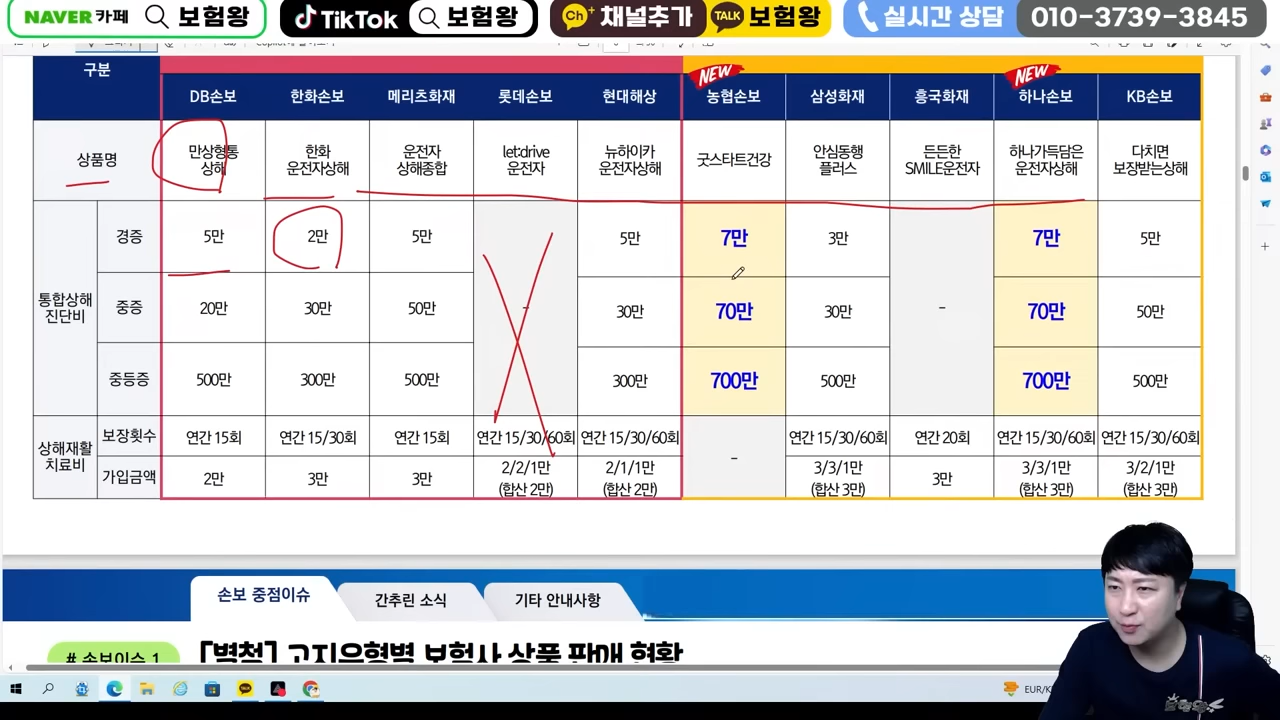 NAVER 카페 보험왕
TikTok 보험왕
Ch+ 채널추가 TALK 보험왕
실시간 상담 010-3739-3845
구분
NEW NEW
DB손보 한화손보 메리츠화재 롯데손보 현대해상 농협손보 삼성화재 흥국화재 하나손보 KB손보
상품명
만상형통 상해
한화 운전자상해
운전자 상해종합
let:drive 운전자
뉴하이카 운전자상해
굿스타트건강
안심동행 플러스
든든한 SMILE운전자
하나가득담은 운전자상해
다치면 보장받는상해
통합상해 진단비
경증 5만 2만 5만 - 5만 7만 3만 - 7만 5만
중증 20만 30만 50만 30만 70만 30만 70만 50만
중등증 500만 300만 500만 300만 700만 500만 700만 500만
상해재활 치료비
보장횟수 연간 15회 연간 15/30회 연간 15회 연간 15/30/60회 연간 15/30/60회 - 연간 15/30/60회 연간 20회 연간 15/30/60회 연간 15/30/60회
가입금액 2만 3만 3만 2/2/1만 2/1/1만 3/3/1만 3만 3/3/1만 3/2/1만
(합산 2만) (합산 2만) (합산 3만) (합산 3만) (합산 3만)
손보 중점이슈 간추린 소식 기타 안내사항
# 손보이슈 1 [별첨] 고지유형별 보험사 상품 판매 현황
EUR/K